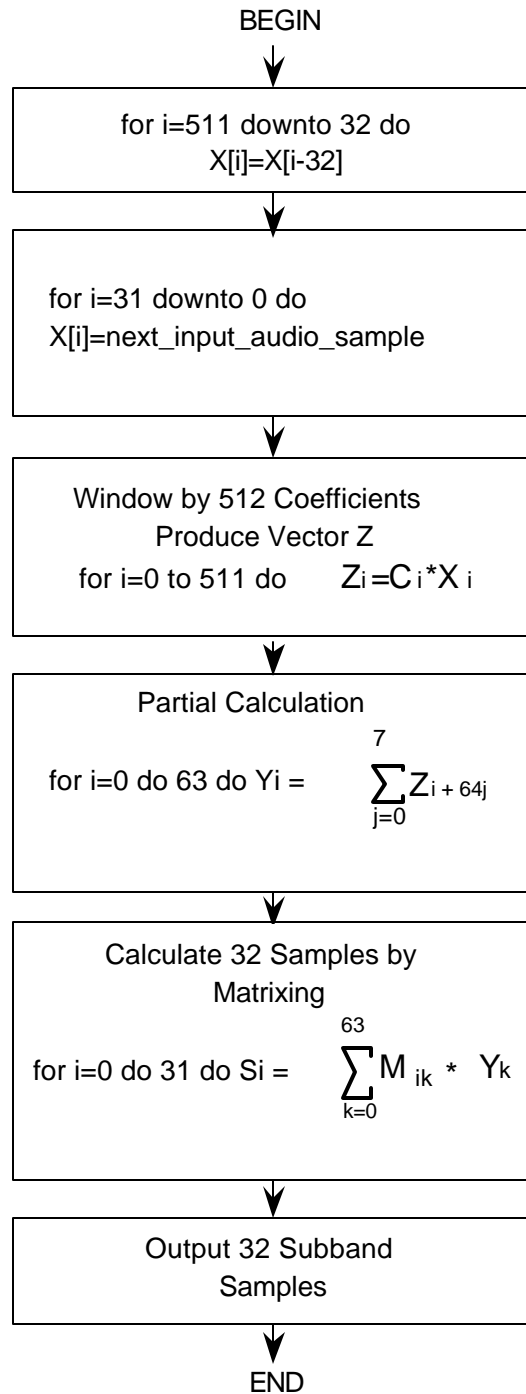 BEGIN
for i=511 downto 32 do
X[i]=X[i-32]
for i=31 downto 0 do
X[i]=next_input_audio_sample
Window by 512 Coefficients
Produce Vector Z
for i=0 to 511 do Zi=Ci*Xi
Partial Calculation
7
for i=0 do 63 do Yi = ∑ Zi + 64j
j=0
Calculate 32 Samples by
Matrixing
63
for i=0 do 31 do Si = ∑ M ik * Yk
k=0
Output 32 Subband
Samples
END